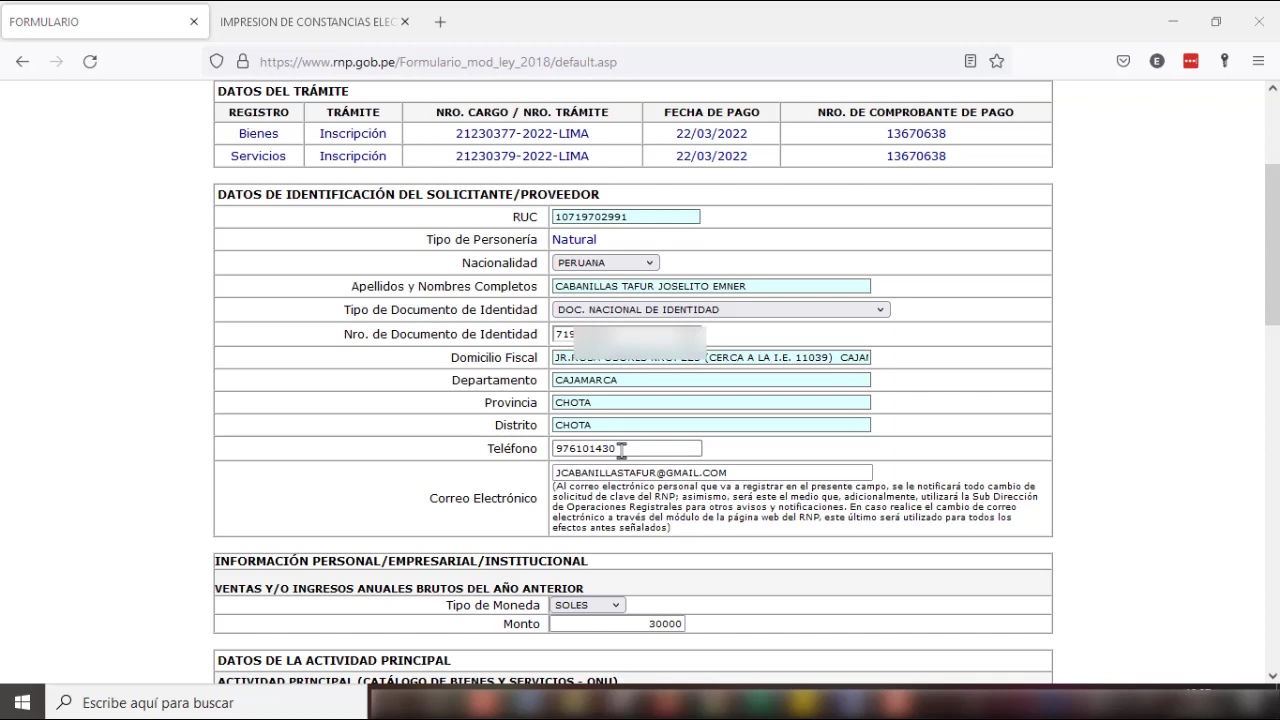 FORMULARIO
IMPRESION DE CONSTANCIAS ELEC
https://www.rnp.gob.pe/Formulario_mod_ley_2018/default.asp
E
DATOS DEL TRÁMITE
REGISTRO TRÁMITE NRO. CARGO / NRO. TRÁMITE FECHA DE PAGO NRO. DE COMPROBANTE DE PAGO
Bienes Inscripción 21230377-2022-LIMA 22/03/2022 13670638
Servicios Inscripción 21230379-2022-LIMA 22/03/2022 13670638
DATOS DE IDENTIFICACIÓN DEL SOLICITANTE/PROVEEDOR
RUC 10719702991
Tipo de Personería Natural
Nacionalidad PERUANA
Apellidos y Nombres Completos CABANILLAS TAFUR JOSELITO EMNER
Tipo de Documento de Identidad DOC. NACIONAL DE IDENTIDAD
Nro. de Documento de Identidad 719
Domicilio Fiscal (CERCA A LA I.E. 11039) CAJAM
Departamento CAJAMARCA
Provincia CHOTA
Distrito CHOTA
Teléfono 976101430
JCABANILLASTAFUR@GMAIL.COM
Correo Electrónico
(Al correo electrónico personal que va a registrar en el presente campo, se le notificará todo cambio de
solicitud de clave del RNP; asimismo, será este el medio que, adicionalmente, utilizará la Sub Dirección
de Operaciones Registrales para otros avisos y notificaciones. En caso realice el cambio de correo
electrónico a través del módulo de la página web del RNP, este último será utilizado para todos los
efectos antes señalados)
INFORMACIÓN PERSONAL/EMPRESARIAL/INSTITUCIONAL
VENTAS Y/O INGRESOS ANUALES BRUTOS DEL AÑO ANTERIOR
Tipo de Moneda SOLES
Monto 30000
DATOS DE LA ACTIVIDAD PRINCIPAL
ACTIVIDAD PRINCIPAL (CATÁLOGO DE BIENES Y SERVICIOS - ONU)
Escribe aquí para buscar